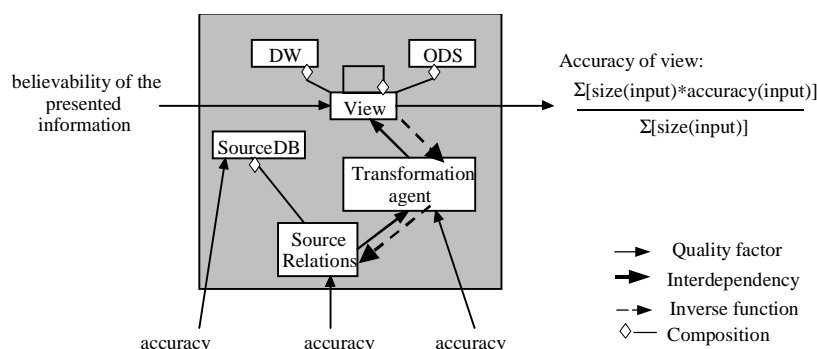 DW
ODS
Accuracy of view:
believability of the
presented
information
Σ[size(input)*accuracy(input)]
Σ[size(input)]
View
SourceDB
Transformation
agent
Source
Relations
Quality factor
Interdependency
Inverse function
Composition
accuracy
accuracy
accuracy